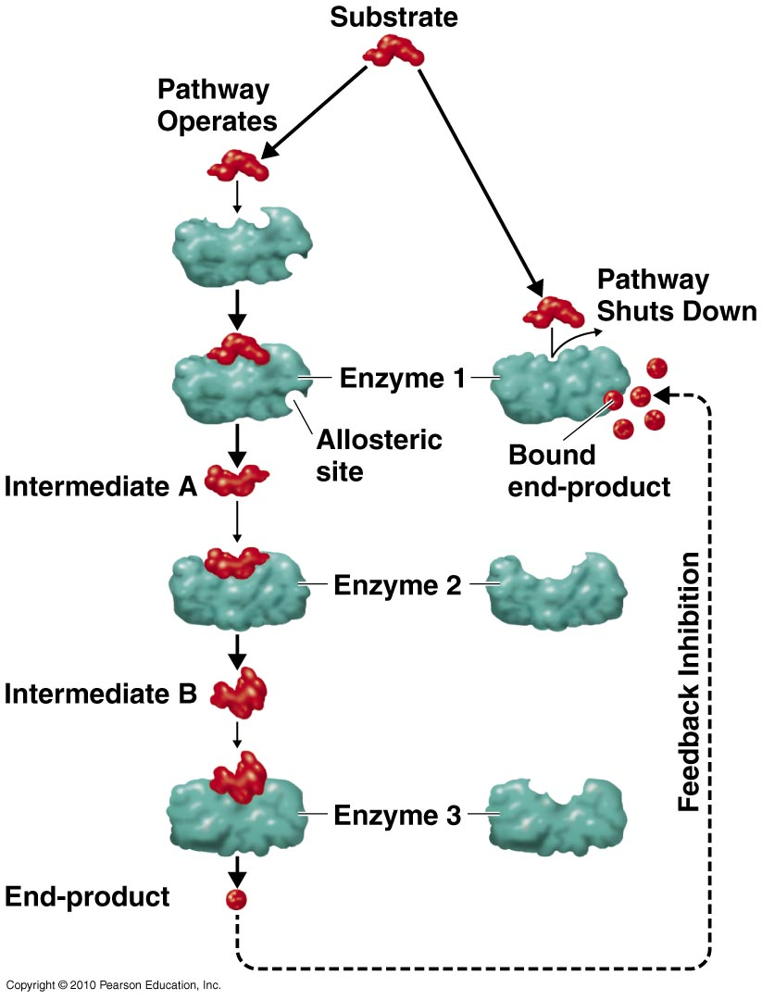 Substrate
Pathway
Operates
Pathway
Shuts Down
Enzyme 1
Allosteric
site
Bound
end-product
Intermediate A
Enzyme 2
Feedback Inhibition
Intermediate B
Enzyme 3
End-product
Copyright © 2010 Pearson Education, Inc.